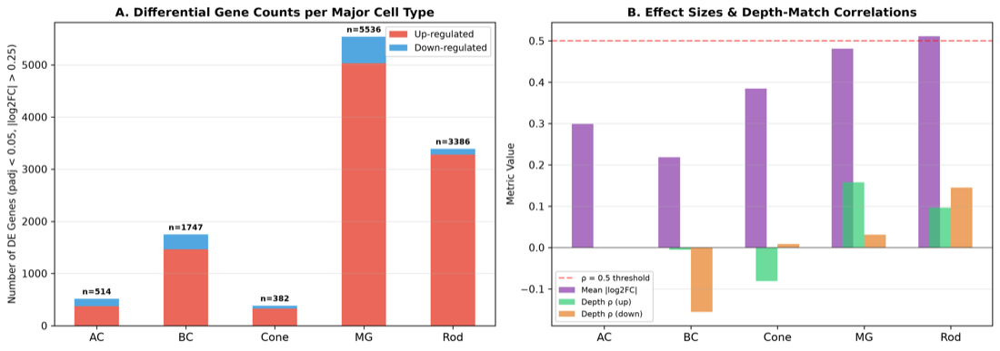 A. Differential Gene Counts per Major Cell Type
Number of DE Genes (padj < 0.05, |log2FC| > 0.25)
5000
4000
3000
2000
1000
0
n=514
n=1747
n=382
n=5536
n=3386
Up-regulated
Down-regulated
AC
BC
Cone
MG
Rod
B. Effect Sizes & Depth-Match Correlations
Metric Value
0.5
0.4
0.3
0.2
0.1
0.0
−0.1
ρ = 0.5 threshold
Mean |log2FC|
Depth ρ (up)
Depth ρ (down)
AC
BC
Cone
MG
Rod